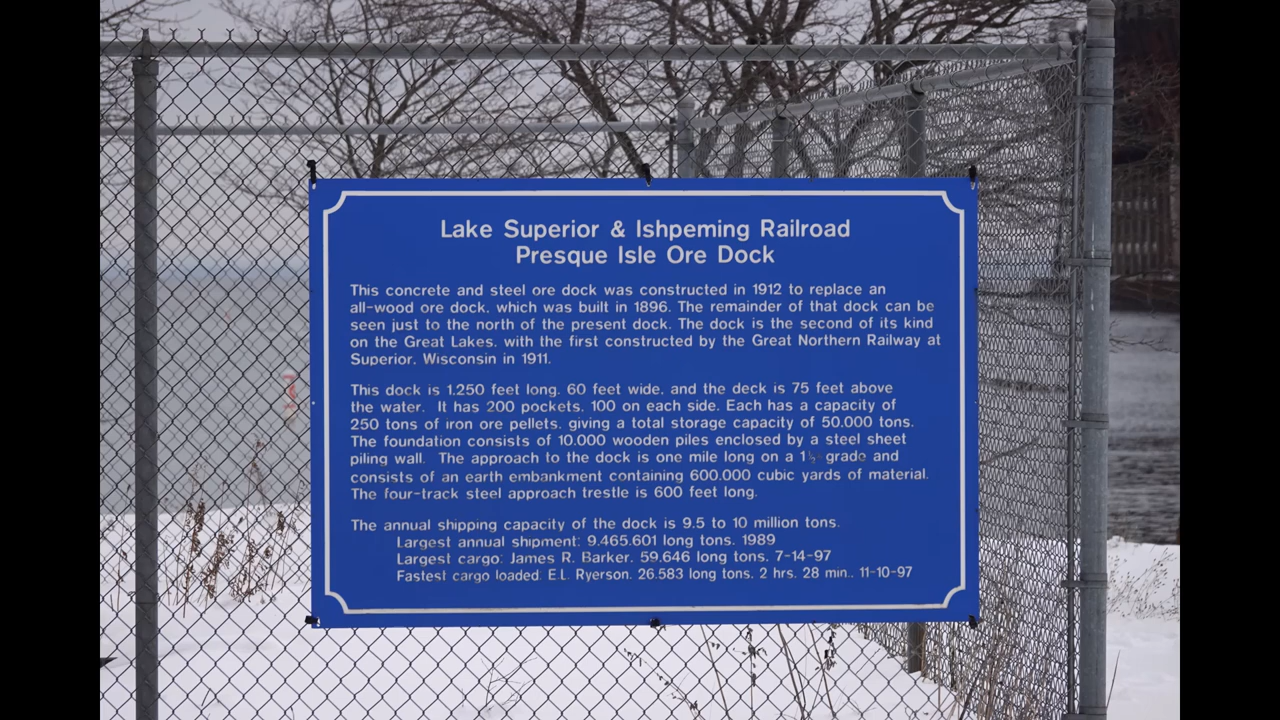 Lake Superior & Ishpeming Railroad
Presque Isle Ore Dock
This concrete and steel ore dock was constructed in 1912 to replace an
all-wood ore dock, which was built in 1896. The remainder of that dock can be
seen just to the north of the present dock. The dock is the second of its kind
on the Great Lakes, with the first constructed by the Great Northern Railway at
Superior, Wisconsin in 1911.
This dock is 1,250 feet long, 60 feet wide, and the deck is 75 feet above
the water. It has 200 pockets, 100 on each side. Each has a capacity of
250 tons of iron ore pellets, giving a total storage capacity of 50,000 tons.
The foundation consists of 10,000 wooden piles enclosed by a steel sheet
piling wall. The approach to the dock is one mile long on a grade and
consists of an earth embankment containing 600,000 cubic yards of material.
The four-track steel approach trestle is 600 feet long.
The annual shipping capacity of the dock is 9.5 to 10 million tons.
Largest annual shipment: 9,465,601 long tons, 1989
Largest cargo: James R. Barker, 59,646 long tons, 7-14-97
Fastest cargo loaded: E.L. Ryerson, 26,583 long tons, 2 hrs. 28 min., 11-10-97